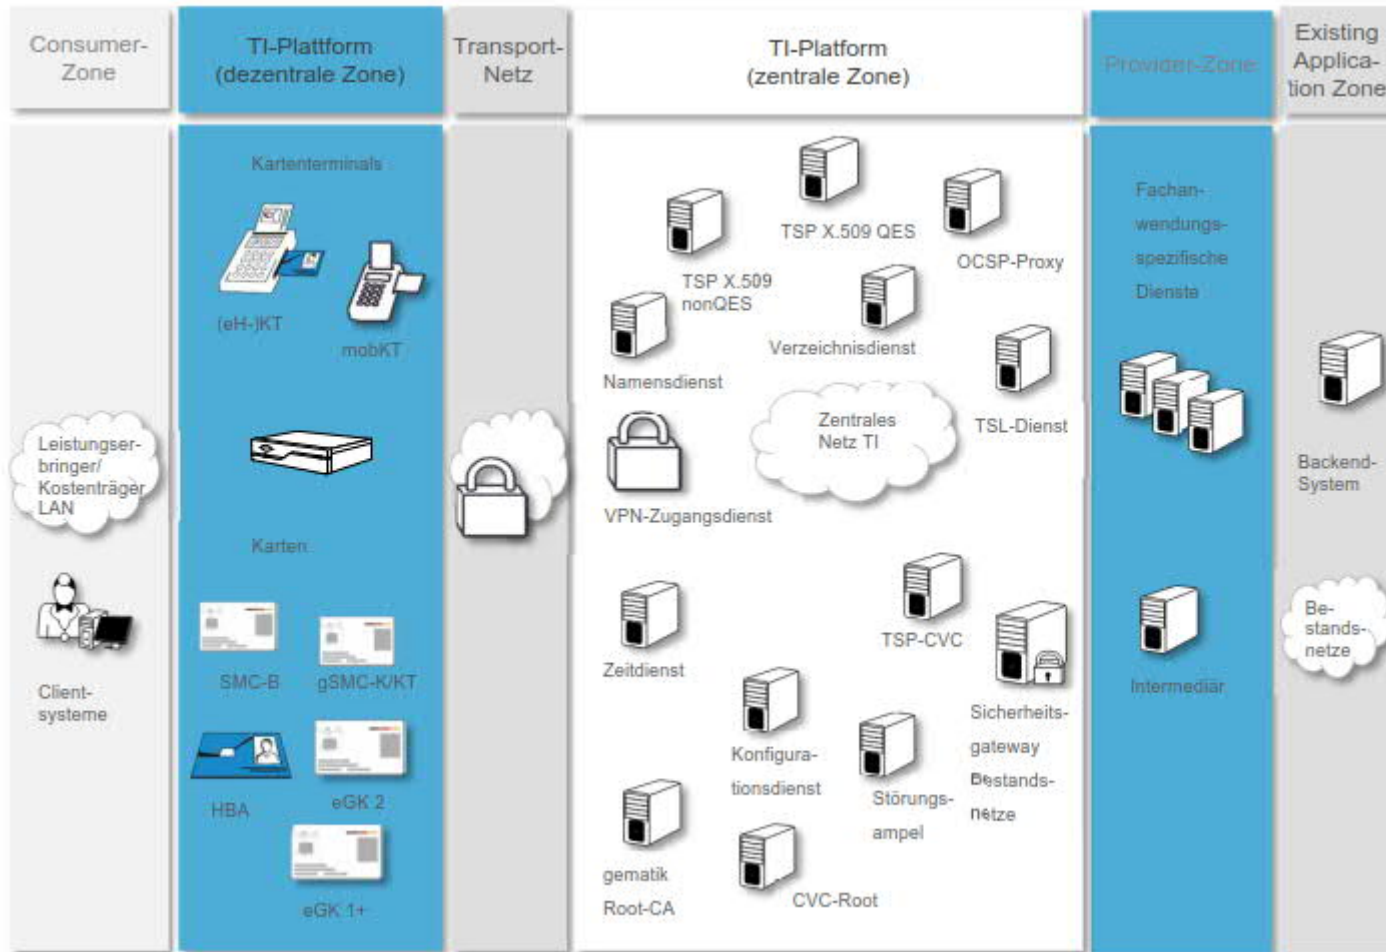 Consumer-
Zone
TI-Plattform
(dezentrale Zone)
Transport-
Netz
TI-Platform
(zentrale Zone)
Provider-Zone
Existing
Applica-
tion Zone
Leistungser-
bringer/
Kostenträger
LAN
Client-
systeme
Kartenterminals
(eH-)KT
mobKT
Karten
SMC-B
gSMC-K/KT
HBA
eGK 2
eGK 1+
TSP X.509 QES
TSP X.509
nonQES
OCSP-Proxy
Namensdienst
Verzeichnisdienst
Zentrales
Netz TI
TSL-Dienst
VPN-Zugangsdienst
Zeitdienst
TSP-CVC
Konfigura-
tionsdienst
Störungs-
ampel
Sicherheits-
gateway
Bestands-
netze
gematik
Root-CA
CVC-Root
Fachan-
wendungs-
spezifische
Dienste
Intermediär
Backend-
System
Be-
stands-
netze